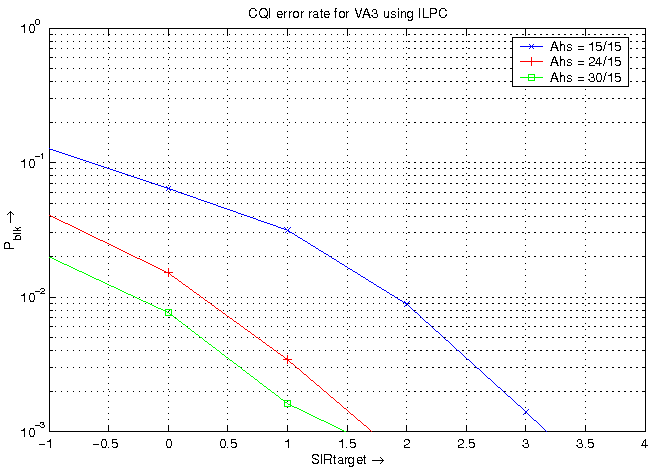 CQI error rate for VA3 using ILPC
10^0
10^-1
10^-2
10^-3
P_blk →
Ahs = 15/15
Ahs = 24/15
Ahs = 30/15
-1 -0.5 0 0.5 1 1.5 2 2.5 3 3.5 4
SIRtarget →